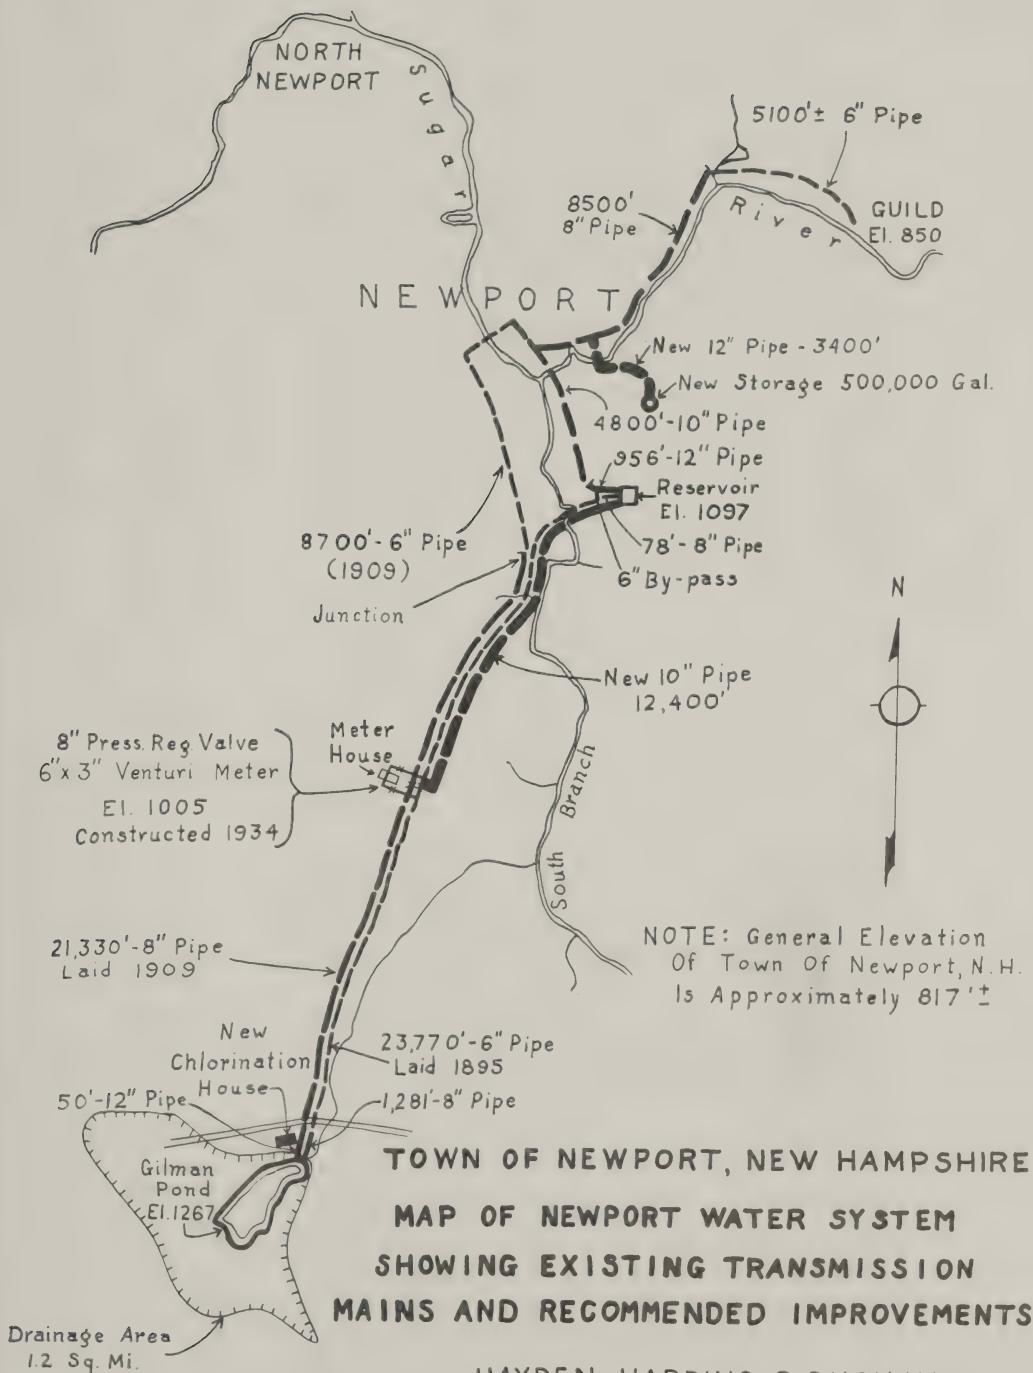 NORTH
NEWPORT
Sugar
5100'± 6" Pipe
8500'
8" Pipe
River
GUILD
El. 850
NEWPORT
New 12" Pipe - 3400'
New Storage 500,000 Gal.
4800'-10" Pipe
956'-12" Pipe
Reservoir
El. 1097
8700'-6" Pipe
(1909)
78'-8" Pipe
6" By-pass
Junction
N
New 10" Pipe
12,400'
Meter
House
8" Press. Reg. Valve
6"x 3" Venturi Meter
El. 1005
Constructed 1934
South Branch
21,330'-8" Pipe
Laid 1909
NOTE: General Elevation
Of Town Of Newport, N.H.
Is Approximately 817'±
New
Chlorination
House
23,770'-6" Pipe
Laid 1895
50'-12" Pipe
1,281'-8" Pipe
Gilman
Pond
El. 1267
TOWN OF NEWPORT, NEW HAMPSHIRE
MAP OF NEWPORT WATER SYSTEM
SHOWING EXISTING TRANSMISSION
MAINS AND RECOMMENDED IMPROVEMENTS
Drainage Area
1.2 Sq. Mi.